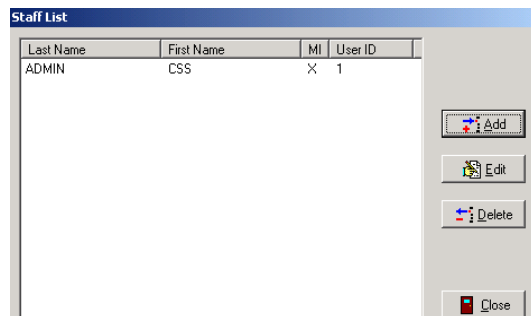 Staff List
Last Name First Name MI User ID
ADMIN CSS X 1
Add
Edit
Delete
Close